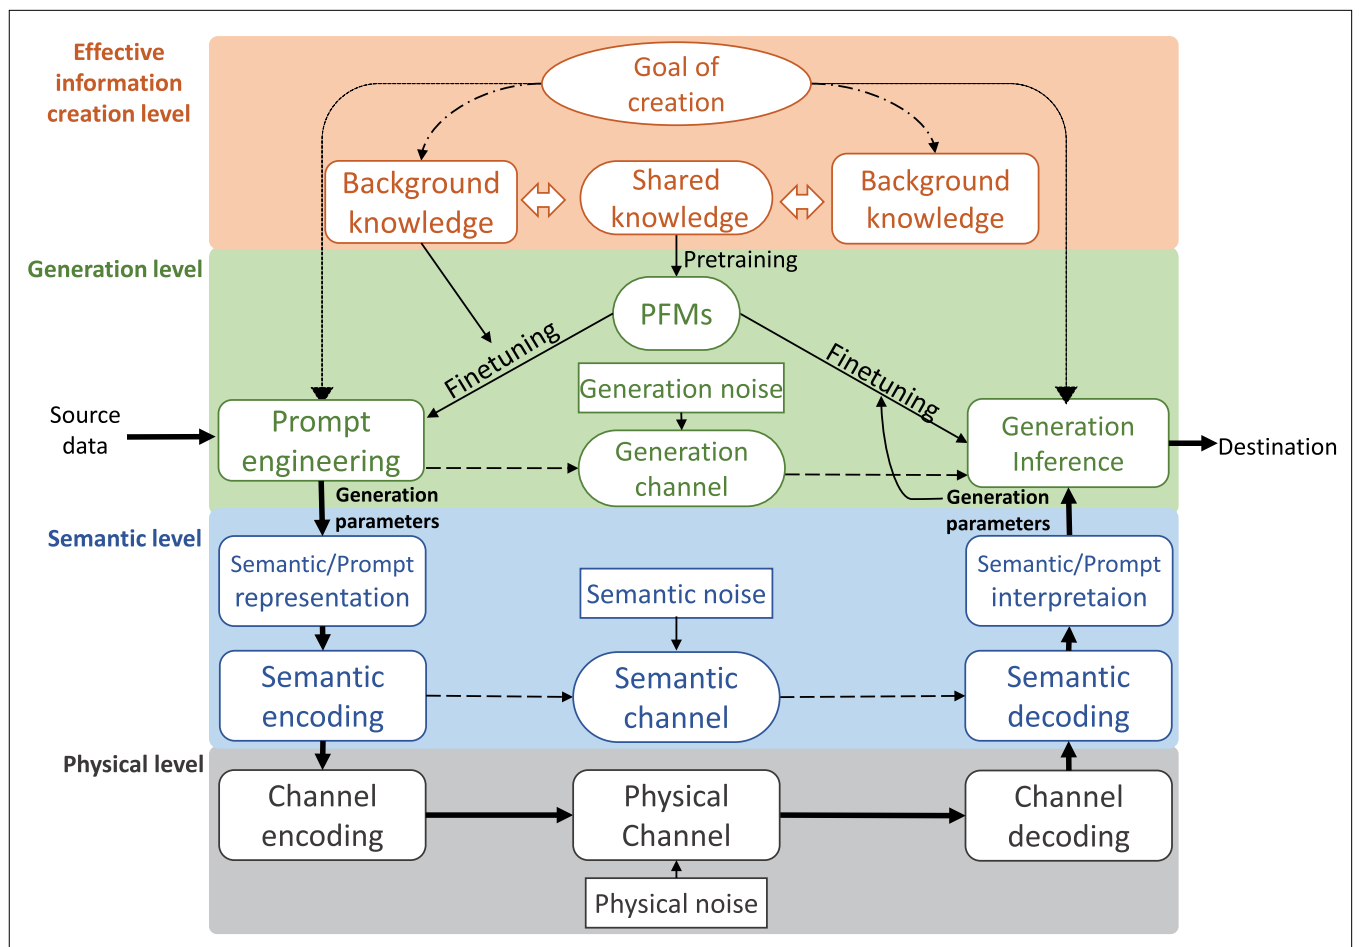 Effective
information
creation level
Goal of
creation
Background
knowledge
Shared
knowledge
Background
knowledge
Generation level
Pretraining
PFMs
Finetuning
Finetuning
Generation noise
Source
data
Prompt
engineering
Generation
channel
Generation
Inference
Destination
Generation
parameters
Generation
parameters
Semantic level
Semantic/Prompt
representation
Semantic noise
Semantic/Prompt
interpretaion
Semantic
encoding
Semantic
channel
Semantic
decoding
Physical level
Channel
encoding
Physical
Channel
Channel
decoding
Physical noise